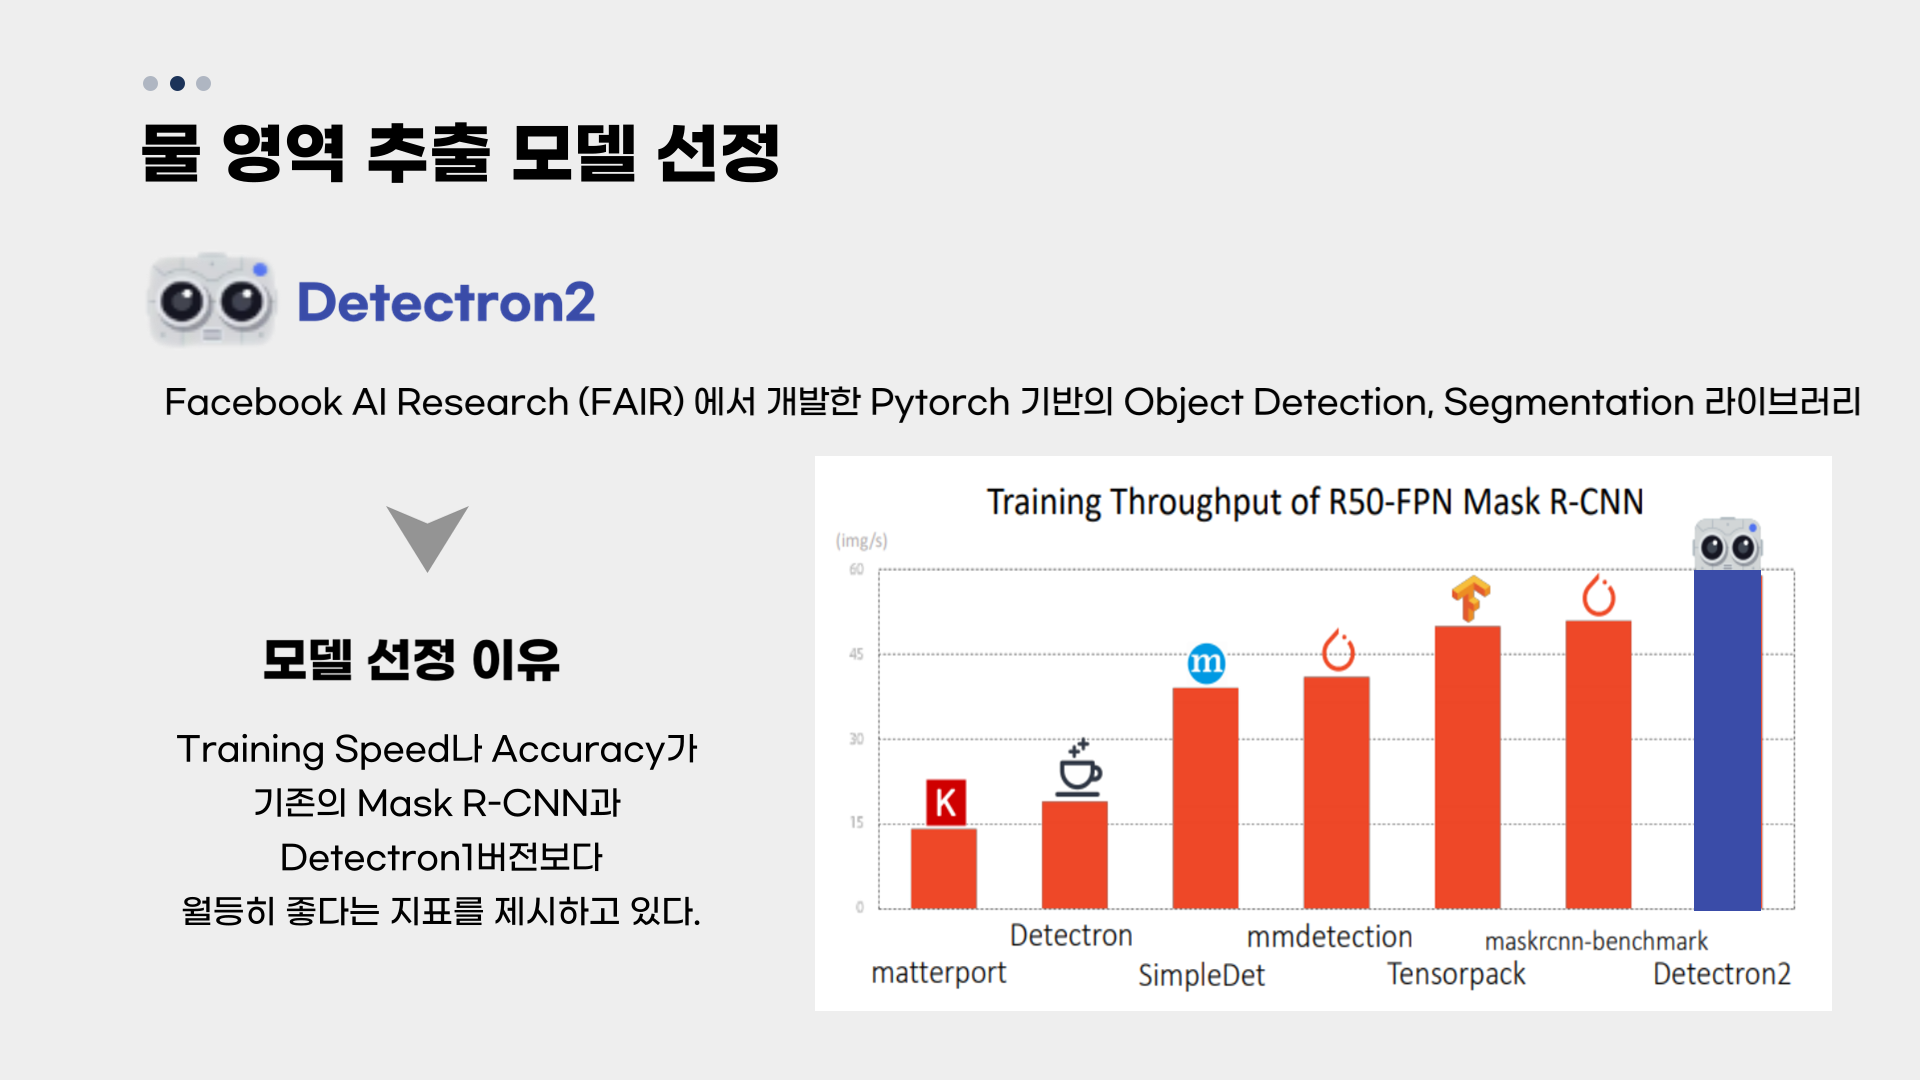 물 영역 추출 모델 선정
Detectron2
Facebook AI Research (FAIR) 에서 개발한 Pytorch 기반의 Object Detection, Segmentation 라이브러리
모델 선정 이유
Training Speed나 Accuracy가
기존의 Mask R-CNN과
Detectron1버전보다
월등히 좋다는 지표를 제시하고 있다.
Training Throughput of R50-FPN Mask R-CNN
(img/s)
60
45
30
15
0
K
m
matterport
Detectron
SimpleDet
mmdetection
Tensorpack
maskrcnn-benchmark
Detectron2